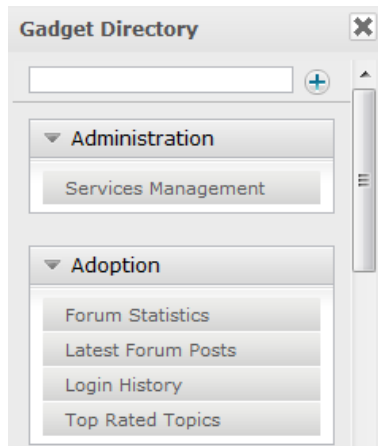 Gadget Directory
Administration
Services Management
Adoption
Forum Statistics
Latest Forum Posts
Login History
Top Rated Topics